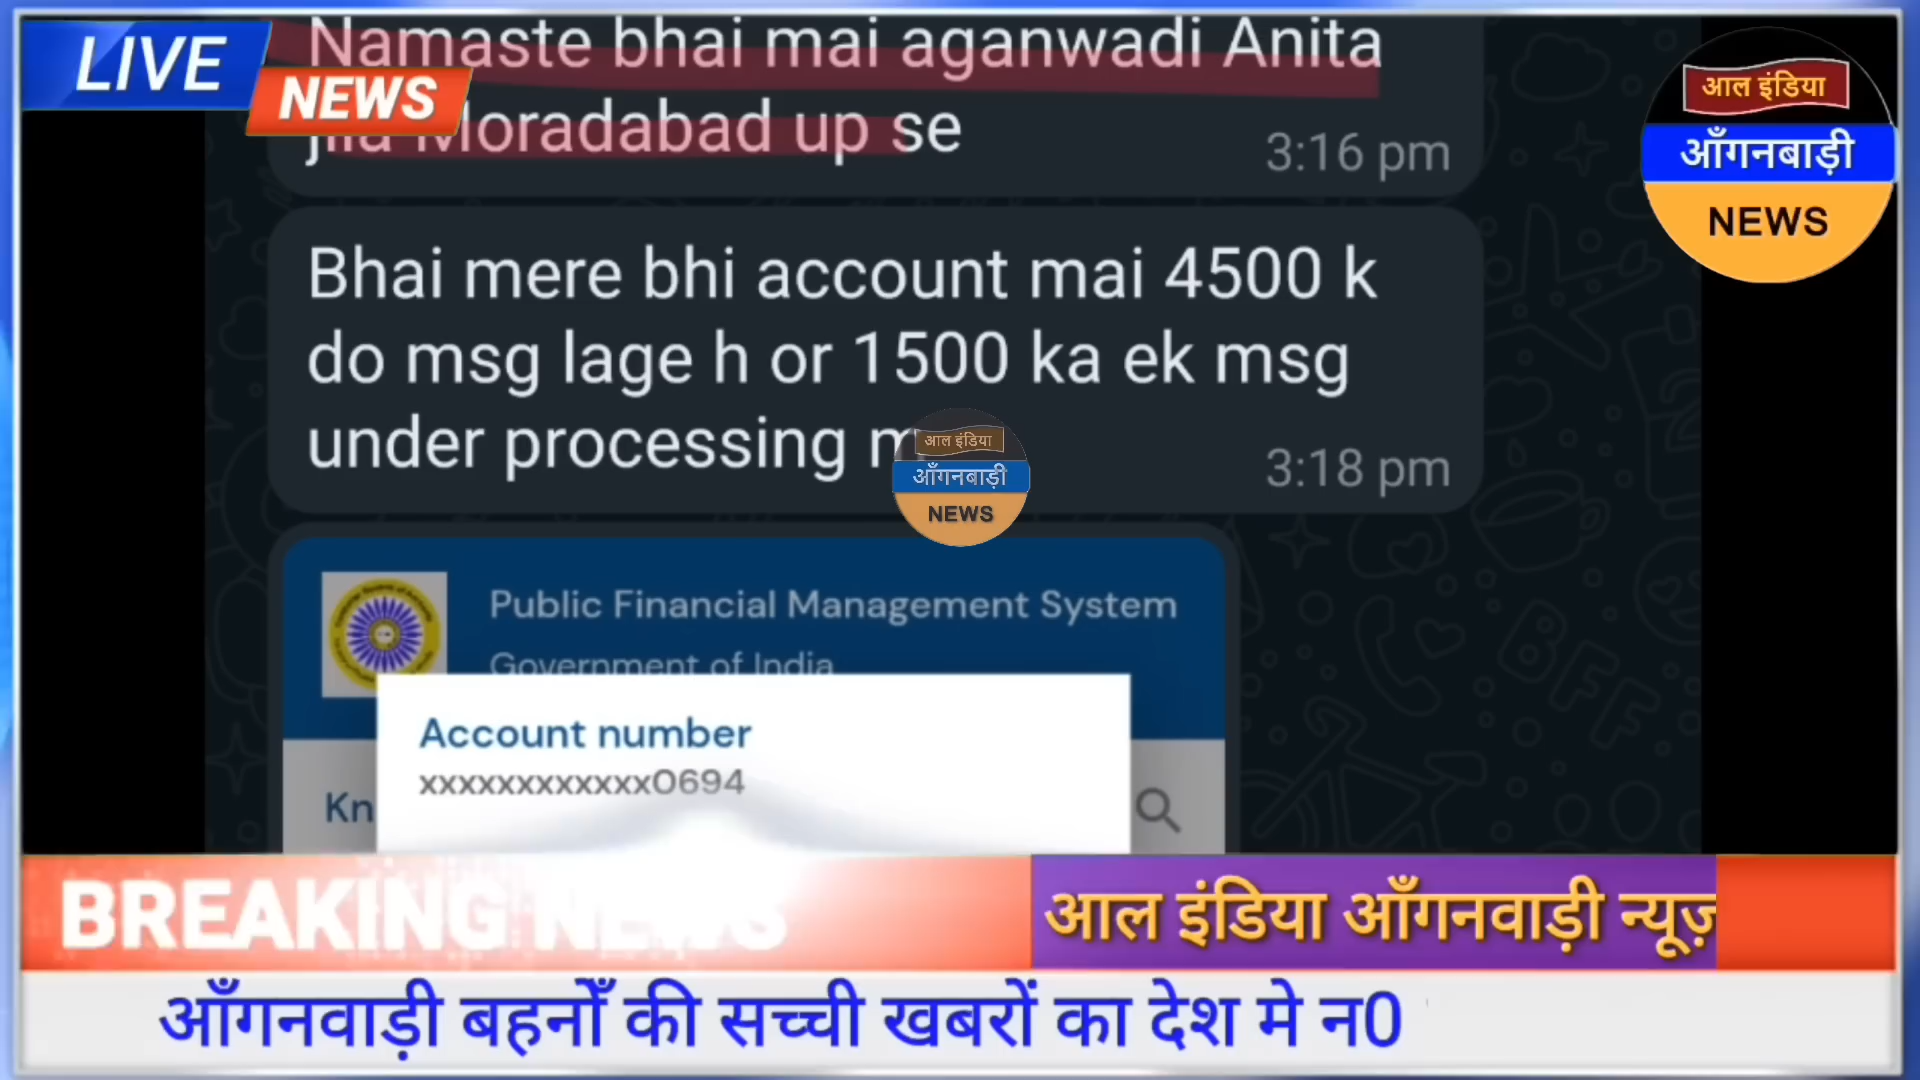 LIVE
NEWS
Namaste bhai mai aganwadi Anita
jila Moradabad up se
3:16 pm
आल इंडिया
आँगनबाड़ी
NEWS
Bhai mere bhi account mai 4500 k
do msg lage h or 1500 ka ek msg
under processing
3:18 pm
आल इंडिया
आँगनबाड़ी
NEWS
Public Financial Management System
Government of India
Account number
xxxxxxxxxxxx0694
Kn
BREAKING NEWS
आल इंडिया आँगनवाड़ी न्यूज़
आँगनवाड़ी बहनोँ की सच्ची खबरों का देश मे न0